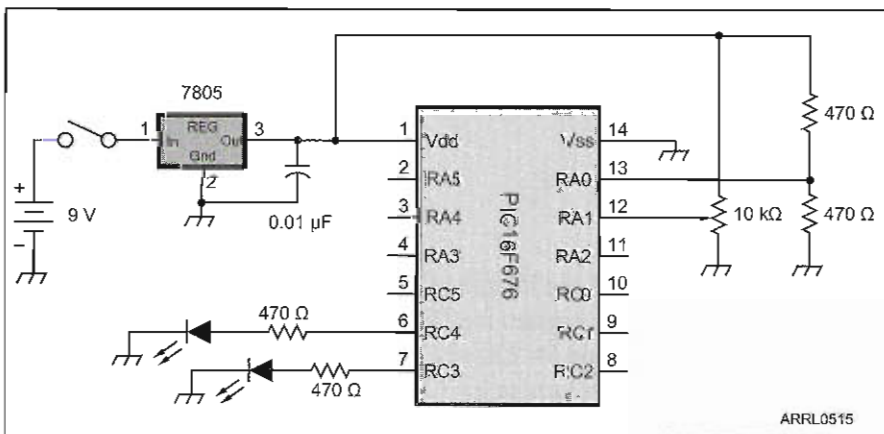 7805
REG
In
Out
Gnd
1
3
2
9 V
+
−
0.01 µF
1
Vdd
2
RA5
3
RA4
4
RA3
5
RC5
6
RC4
7
RC3
PIC16F676
14
Vss
13
RA0
12
RA1
11
RA2
10
RC0
9
RC1
8
RC2
470 Ω
470 Ω
10 kΩ
470 Ω
470 Ω
ARRL0515